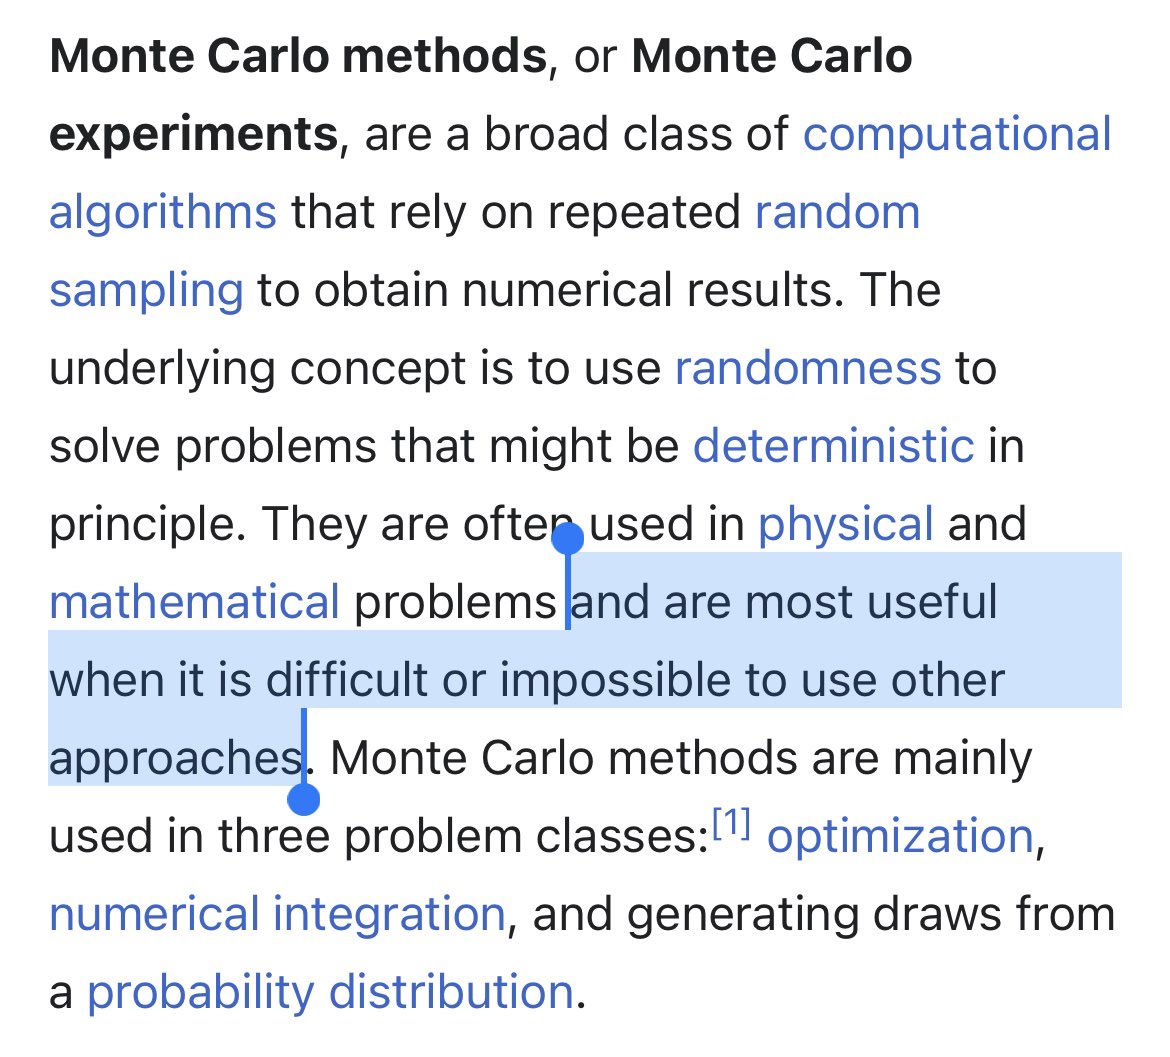 Monte Carlo methods, or Monte Carlo
experiments, are a broad class of computational
algorithms that rely on repeated random
sampling to obtain numerical results. The
underlying concept is to use randomness to
solve problems that might be deterministic in
principle. They are often used in physical and
mathematical problems and are most useful
when it is difficult or impossible to use other
approaches. Monte Carlo methods are mainly
used in three problem classes:[1] optimization,
numerical integration, and generating draws from
a probability distribution.